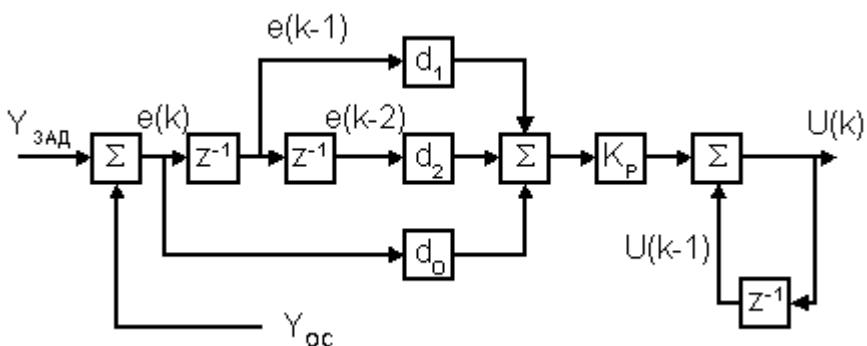 e(k-1)
d₁
Y ЗАД
e(k)
e(k-2)
U(k)
Σ
z⁻¹
z⁻¹
d₂
Σ
K_P
Σ
U(k-1)
d₀
z⁻¹
Y ОС